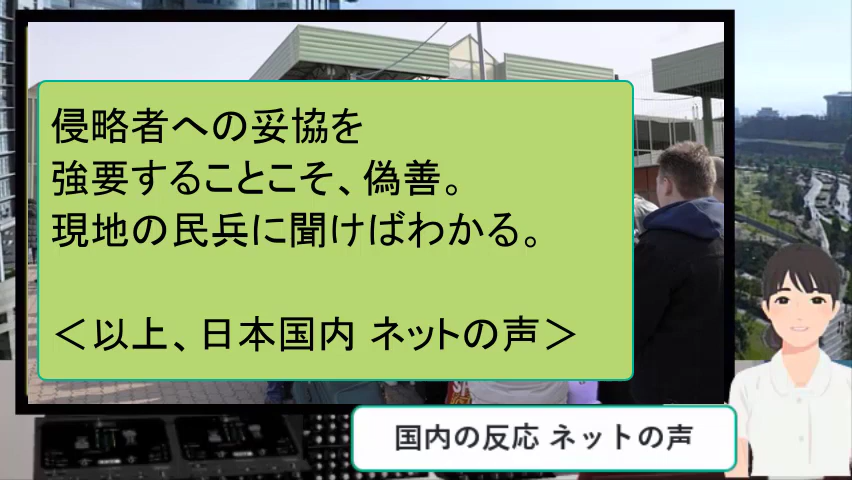 侵略者への妥協を
強要することこそ、偽善。
現地の民兵に聞けばわかる。
＜以上、日本国内 ネットの声＞
国内の反応 ネットの声